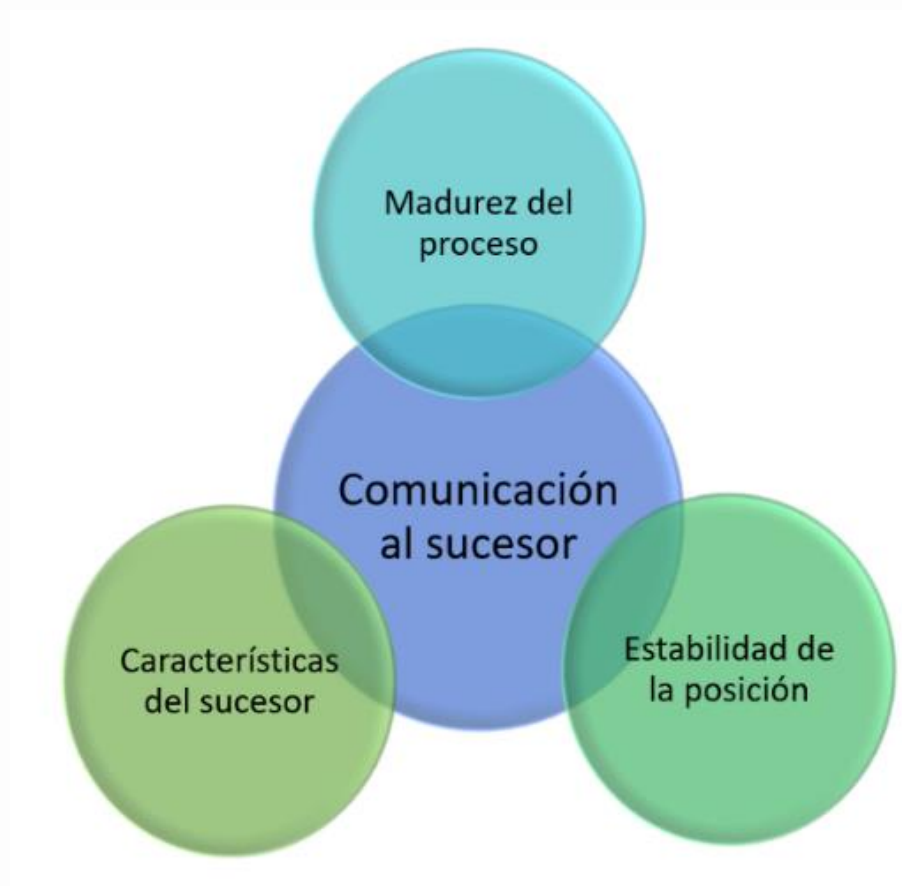 Madurez del
proceso
Comunicación
al sucesor
Características
del sucesor
Estabilidad de
la posición